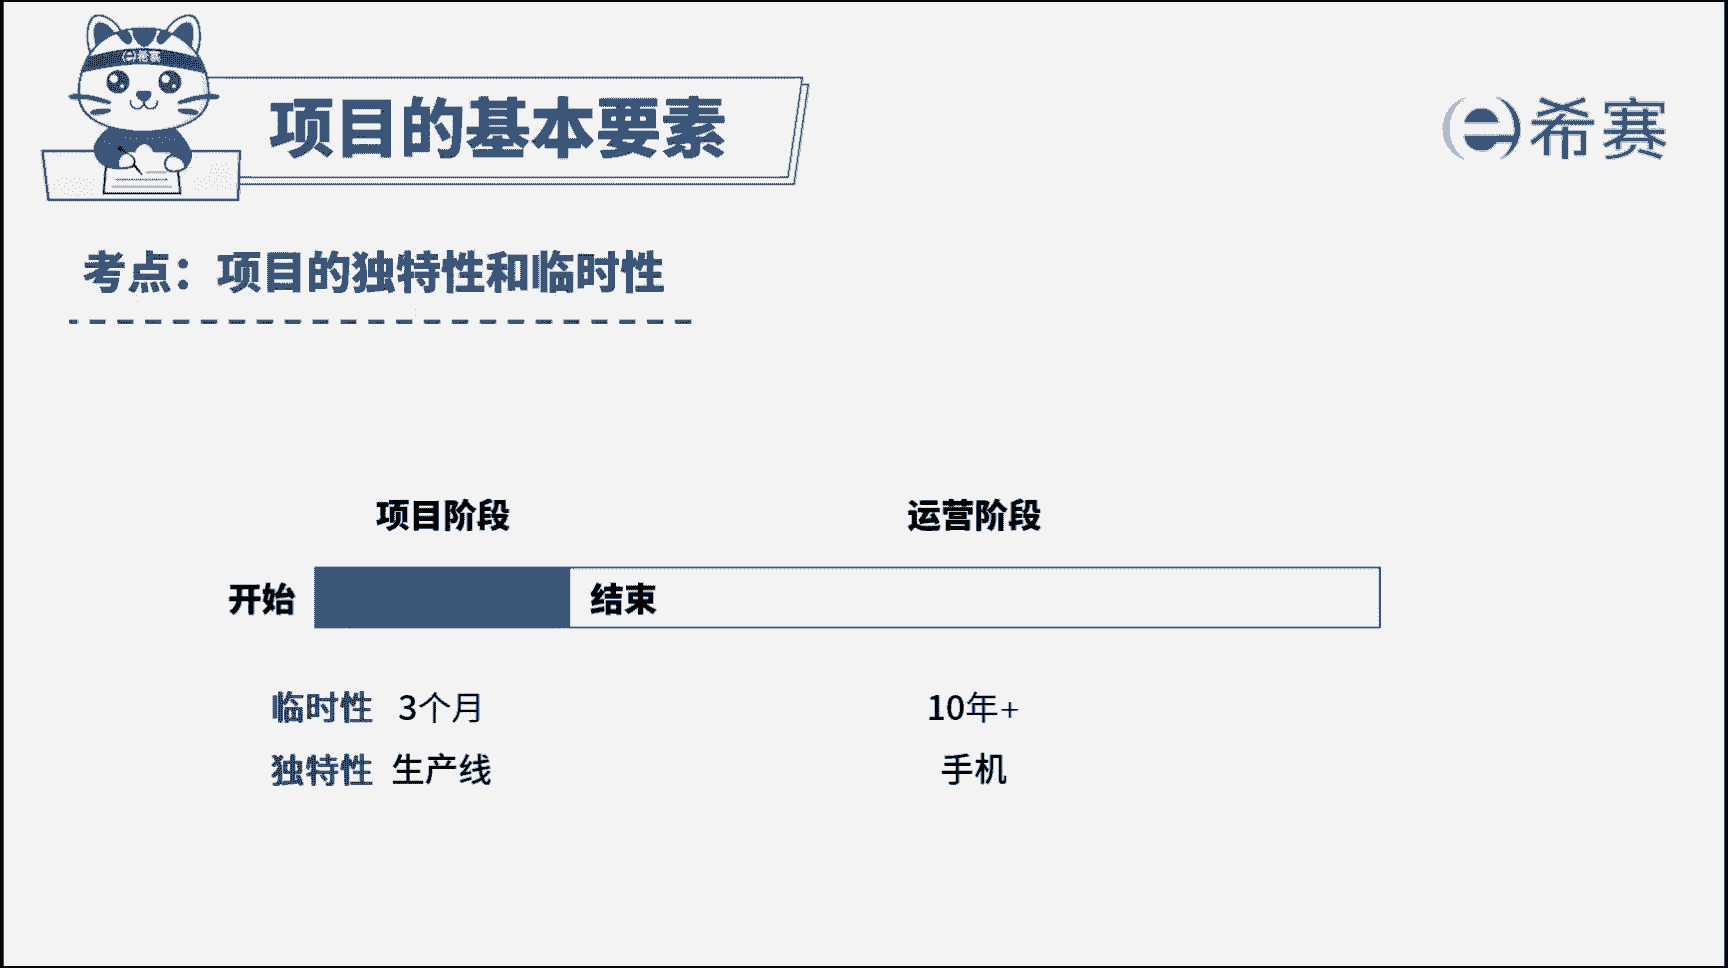 e希赛
项目的基本要素
e希赛
考点：项目的独特性和临时性
项目阶段 运营阶段
开始 结束
临时性 3个月 10年+
独特性 生产线 手机